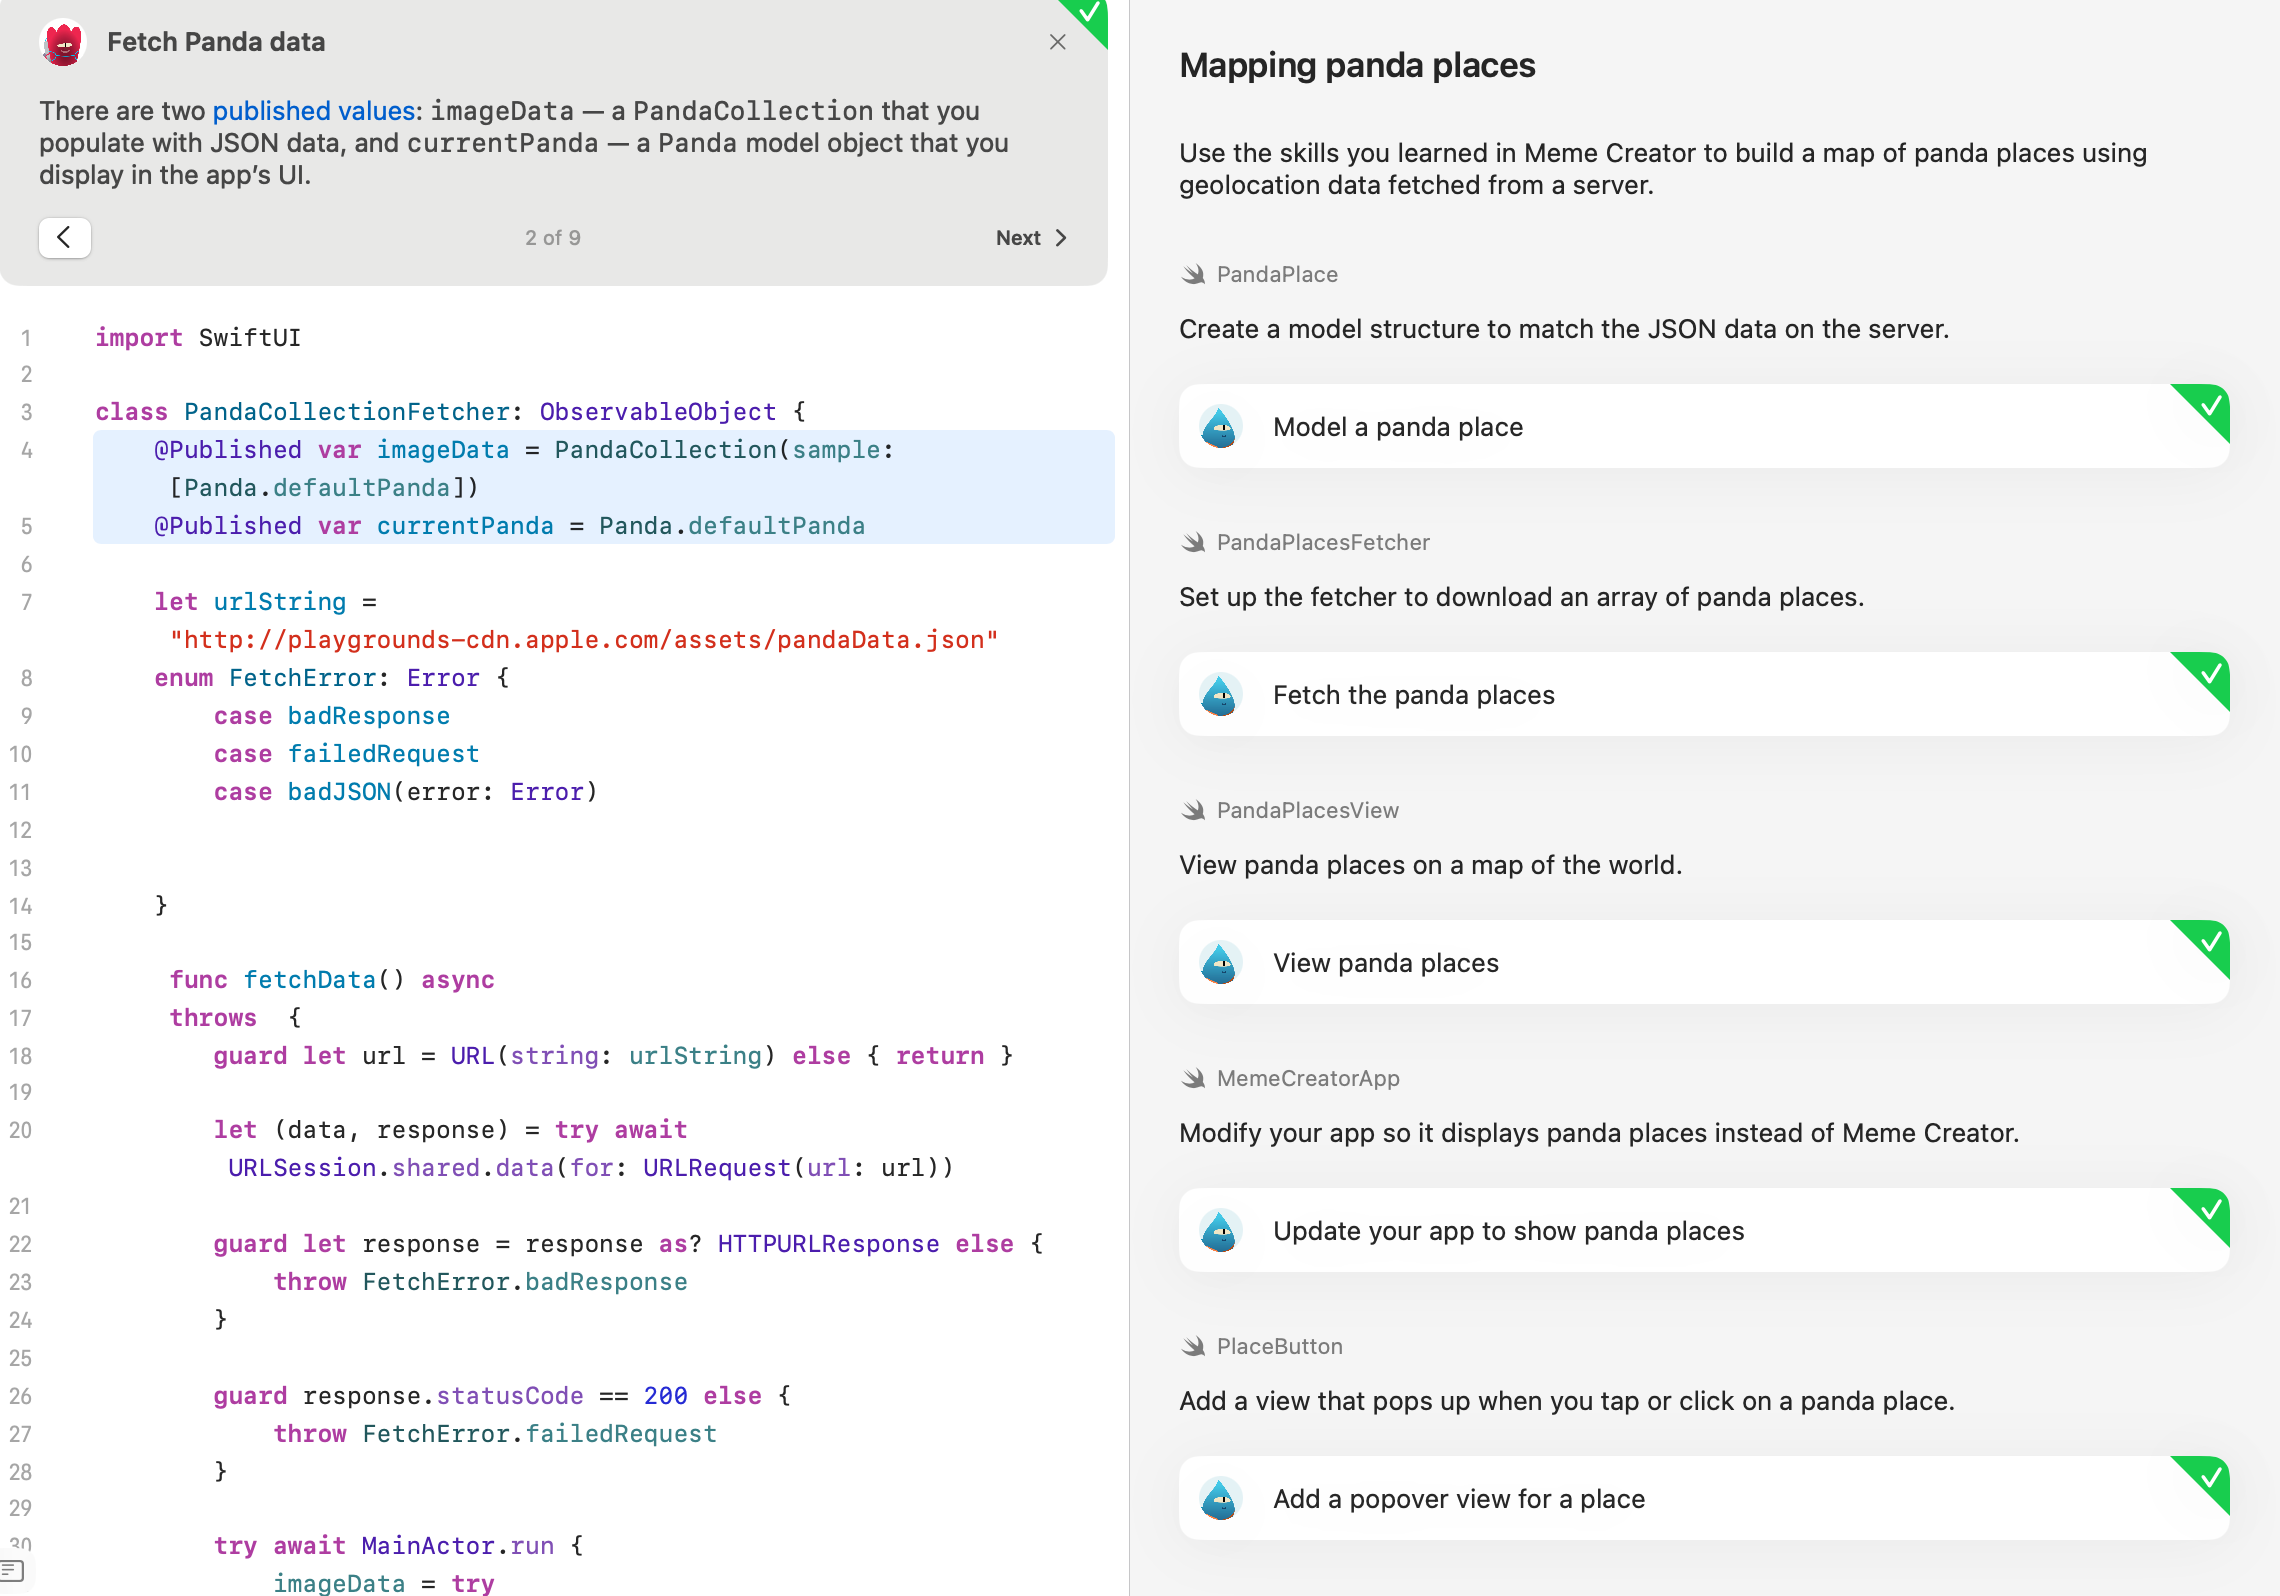 Fetch Panda data
There are two published values: imageData — a PandaCollection that you
populate with JSON data, and currentPanda — a Panda model object that you
display in the app’s UI.
2 of 9
Next
1 import SwiftUI
2
3 class PandaCollectionFetcher: ObservableObject {
4 @Published var imageData = PandaCollection(sample:
[Panda.defaultPanda])
5 @Published var currentPanda = Panda.defaultPanda
6
7 let urlString =
"http://playgrounds-cdn.apple.com/assets/pandaData.json"
8 enum FetchError: Error {
9 case badResponse
10 case failedRequest
11 case badJSON(error: Error)
12
13
14 }
15
16 func fetchData() async
17 throws  {
18 guard let url = URL(string: urlString) else { return }
19
20 let (data, response) = try await
URLSession.shared.data(for: URLRequest(url: url))
21
22 guard let response = response as? HTTPURLResponse else {
23 throw FetchError.badResponse
24 }
25
26 guard response.statusCode == 200 else {
27 throw FetchError.failedRequest
28 }
29
30 try await MainActor.run {
imageData = try
Mapping panda places
Use the skills you learned in Meme Creator to build a map of panda places using
geolocation data fetched from a server.
PandaPlace
Create a model structure to match the JSON data on the server.
Model a panda place
PandaPlacesFetcher
Set up the fetcher to download an array of panda places.
Fetch the panda places
PandaPlacesView
View panda places on a map of the world.
View panda places
MemeCreatorApp
Modify your app so it displays panda places instead of Meme Creator.
Update your app to show panda places
PlaceButton
Add a view that pops up when you tap or click on a panda place.
Add a popover view for a place